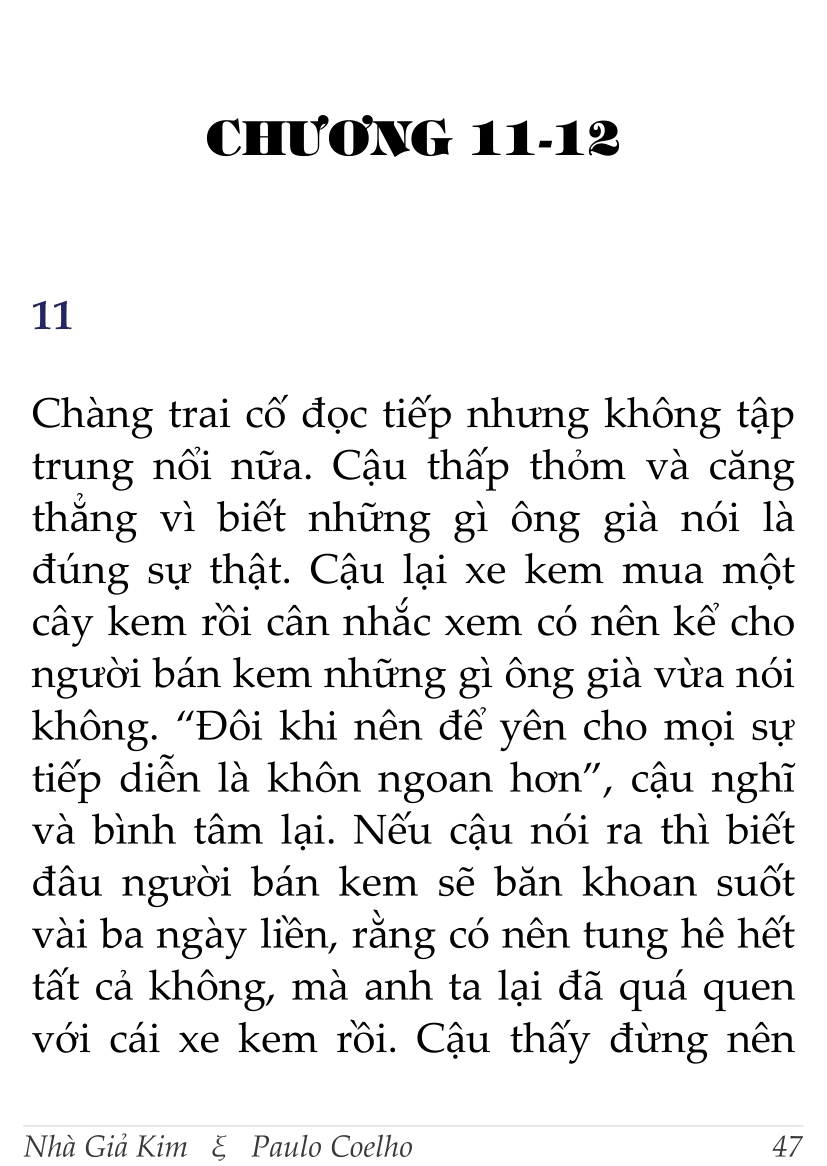 CHƯƠNG 11-12
11
Chàng trai cố đọc tiếp nhưng không tập
trung nổi nữa. Cậu thấp thỏm và căng
thẳng vì biết những gì ông già nói là
đúng sự thật. Cậu lại xe kem mua một
cây kem rồi cân nhắc xem có nên kể cho
người bán kem những gì ông già vừa nói
không. “Đôi khi nên để yên cho mọi sự
tiếp diễn là khôn ngoan hơn”, cậu nghĩ
và bình tâm lại. Nếu cậu nói ra thì biết
đâu người bán kem sẽ băn khoan suốt
vài ba ngày liền, rằng có nên tung hê hết
tất cả không, mà anh ta lại đã quá quen
với cái xe kem rồi. Cậu thấy đừng nên
Nhà Giả Kim ξ Paulo Coelho 47